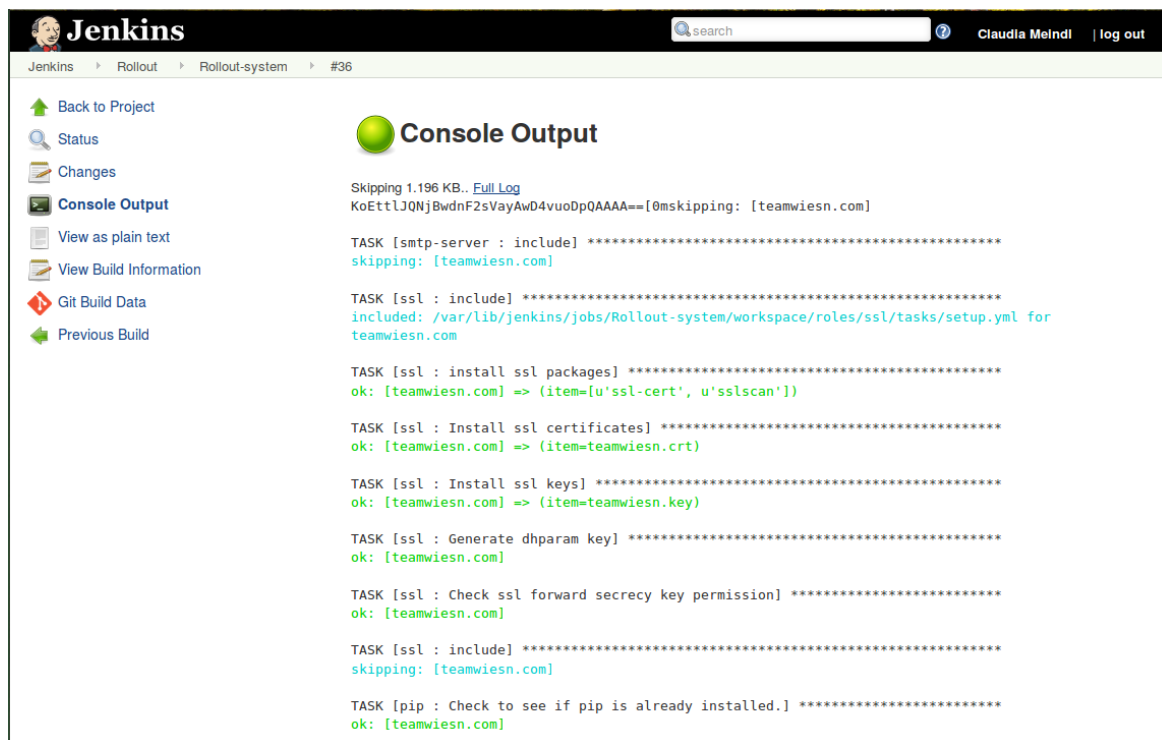 Jenkins
search
Claudia Meindl | log out
Jenkins Rollout Rollout-system #36
Back to Project
Status
Changes
Console Output
View as plain text
View Build Information
Git Build Data
Previous Build
Console Output
Skipping 1.196 KB.. Full Log
KoEttlJQNjBwdnF2sVayAwD4vuoDpQAAAA==[0mskipping: [teamwiesn.com]
TASK [smtp-server : include] ***************************************************
skipping: [teamwiesn.com]
TASK [ssl : include] ***********************************************************
included: /var/lib/jenkins/jobs/Rollout-system/workspace/roles/ssl/tasks/setup.yml for
teamwiesn.com
TASK [ssl : install ssl packages] **********************************************
ok: [teamwiesn.com] => (item=[u'ssl-cert', u'sslscan'])
TASK [ssl : Install ssl certificates] ******************************************
ok: [teamwiesn.com] => (item=teamwiesn.crt)
TASK [ssl : Install ssl keys] **************************************************
ok: [teamwiesn.com] => (item=teamwiesn.key)
TASK [ssl : Generate dhparam key] **********************************************
ok: [teamwiesn.com]
TASK [ssl : Check ssl forward secrecy key permission] **************************
ok: [teamwiesn.com]
TASK [ssl : include] ***********************************************************
skipping: [teamwiesn.com]
TASK [pip : Check to see if pip is already installed.] *************************
ok: [teamwiesn.com]